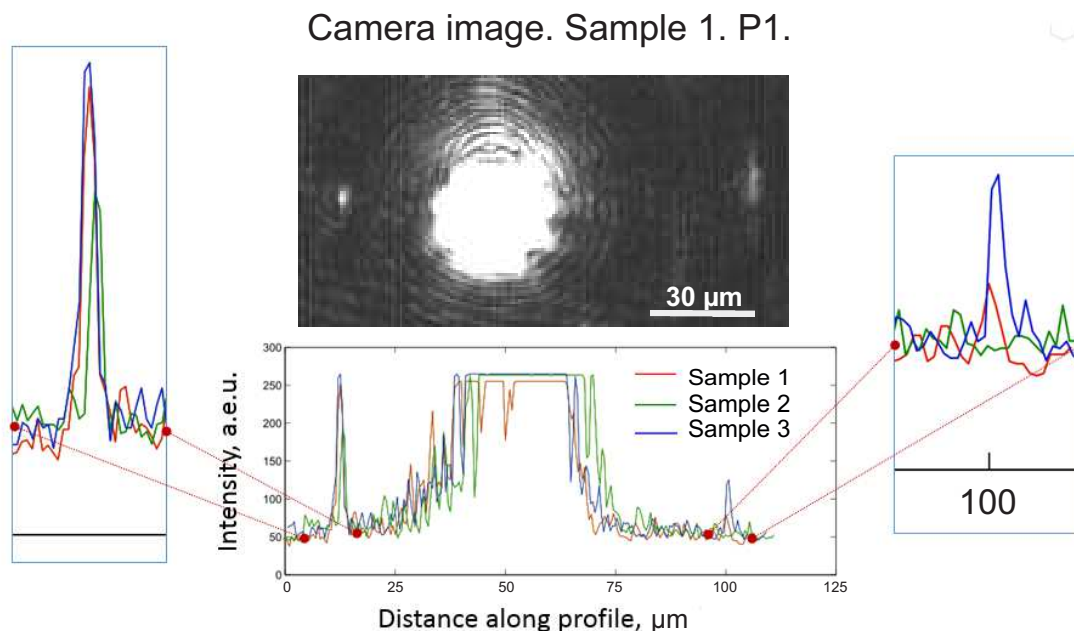 Camera image. Sample 1. P1.
30 µm
300
250
200
150
100
50
0
Intensity, a.e.u.
Sample 1
Sample 2
Sample 3
0 25 50 75 100 125
Distance along profile, µm
100